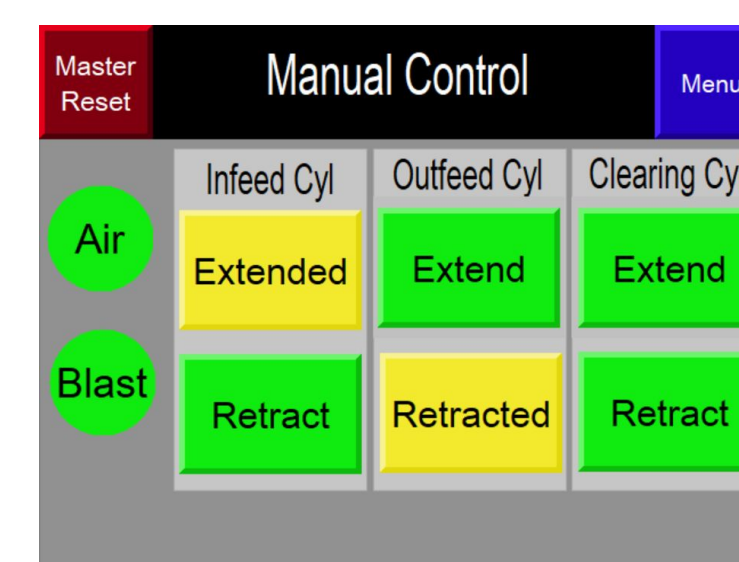 Master
Reset
Manual Control
Menu
Infeed Cyl
Outfeed Cyl
Clearing Cy
Air
Extended
Extend
Extend
Blast
Retract
Retracted
Retract